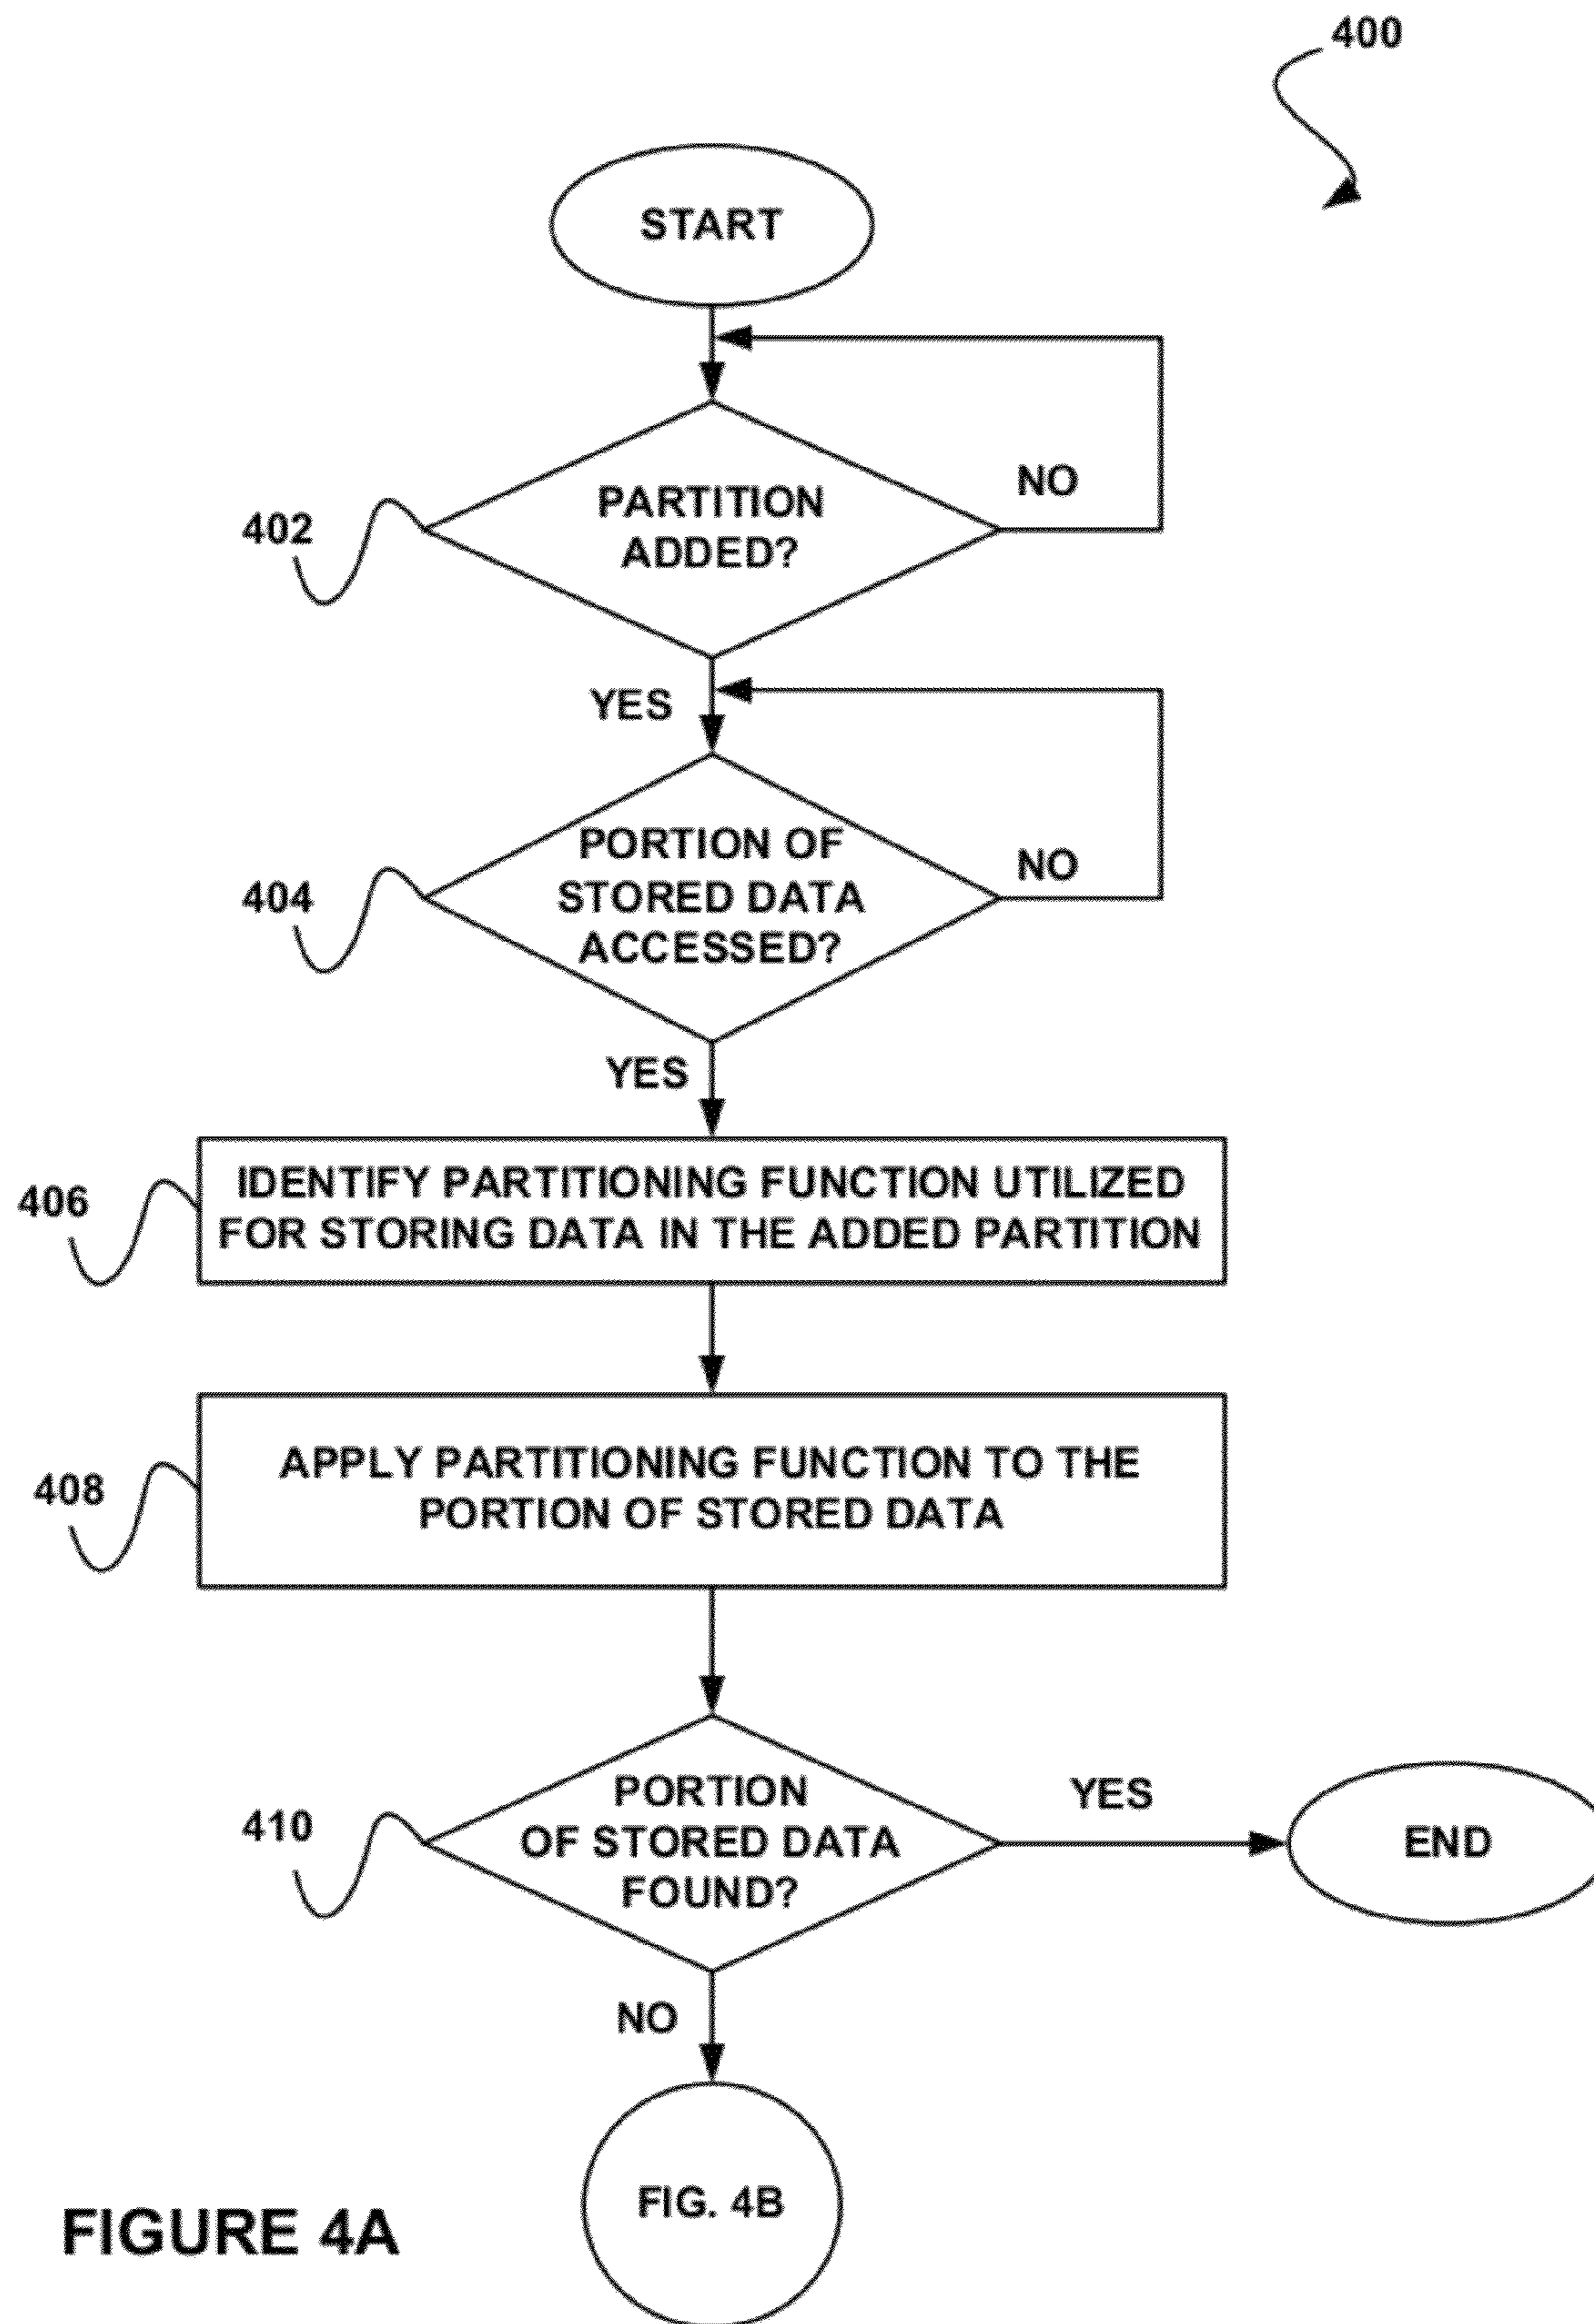 400
START
PARTITION
ADDED?
NO
402
YES
PORTION OF
STORED DATA
ACCESSED?
NO
404
YES
406
IDENTIFY PARTITIONING FUNCTION UTILIZED
FOR STORING DATA IN THE ADDED PARTITION
408
APPLY PARTITIONING FUNCTION TO THE
PORTION OF STORED DATA
410
PORTION
OF STORED DATA
FOUND?
YES
END
NO
FIG. 4B
FIGURE 4A